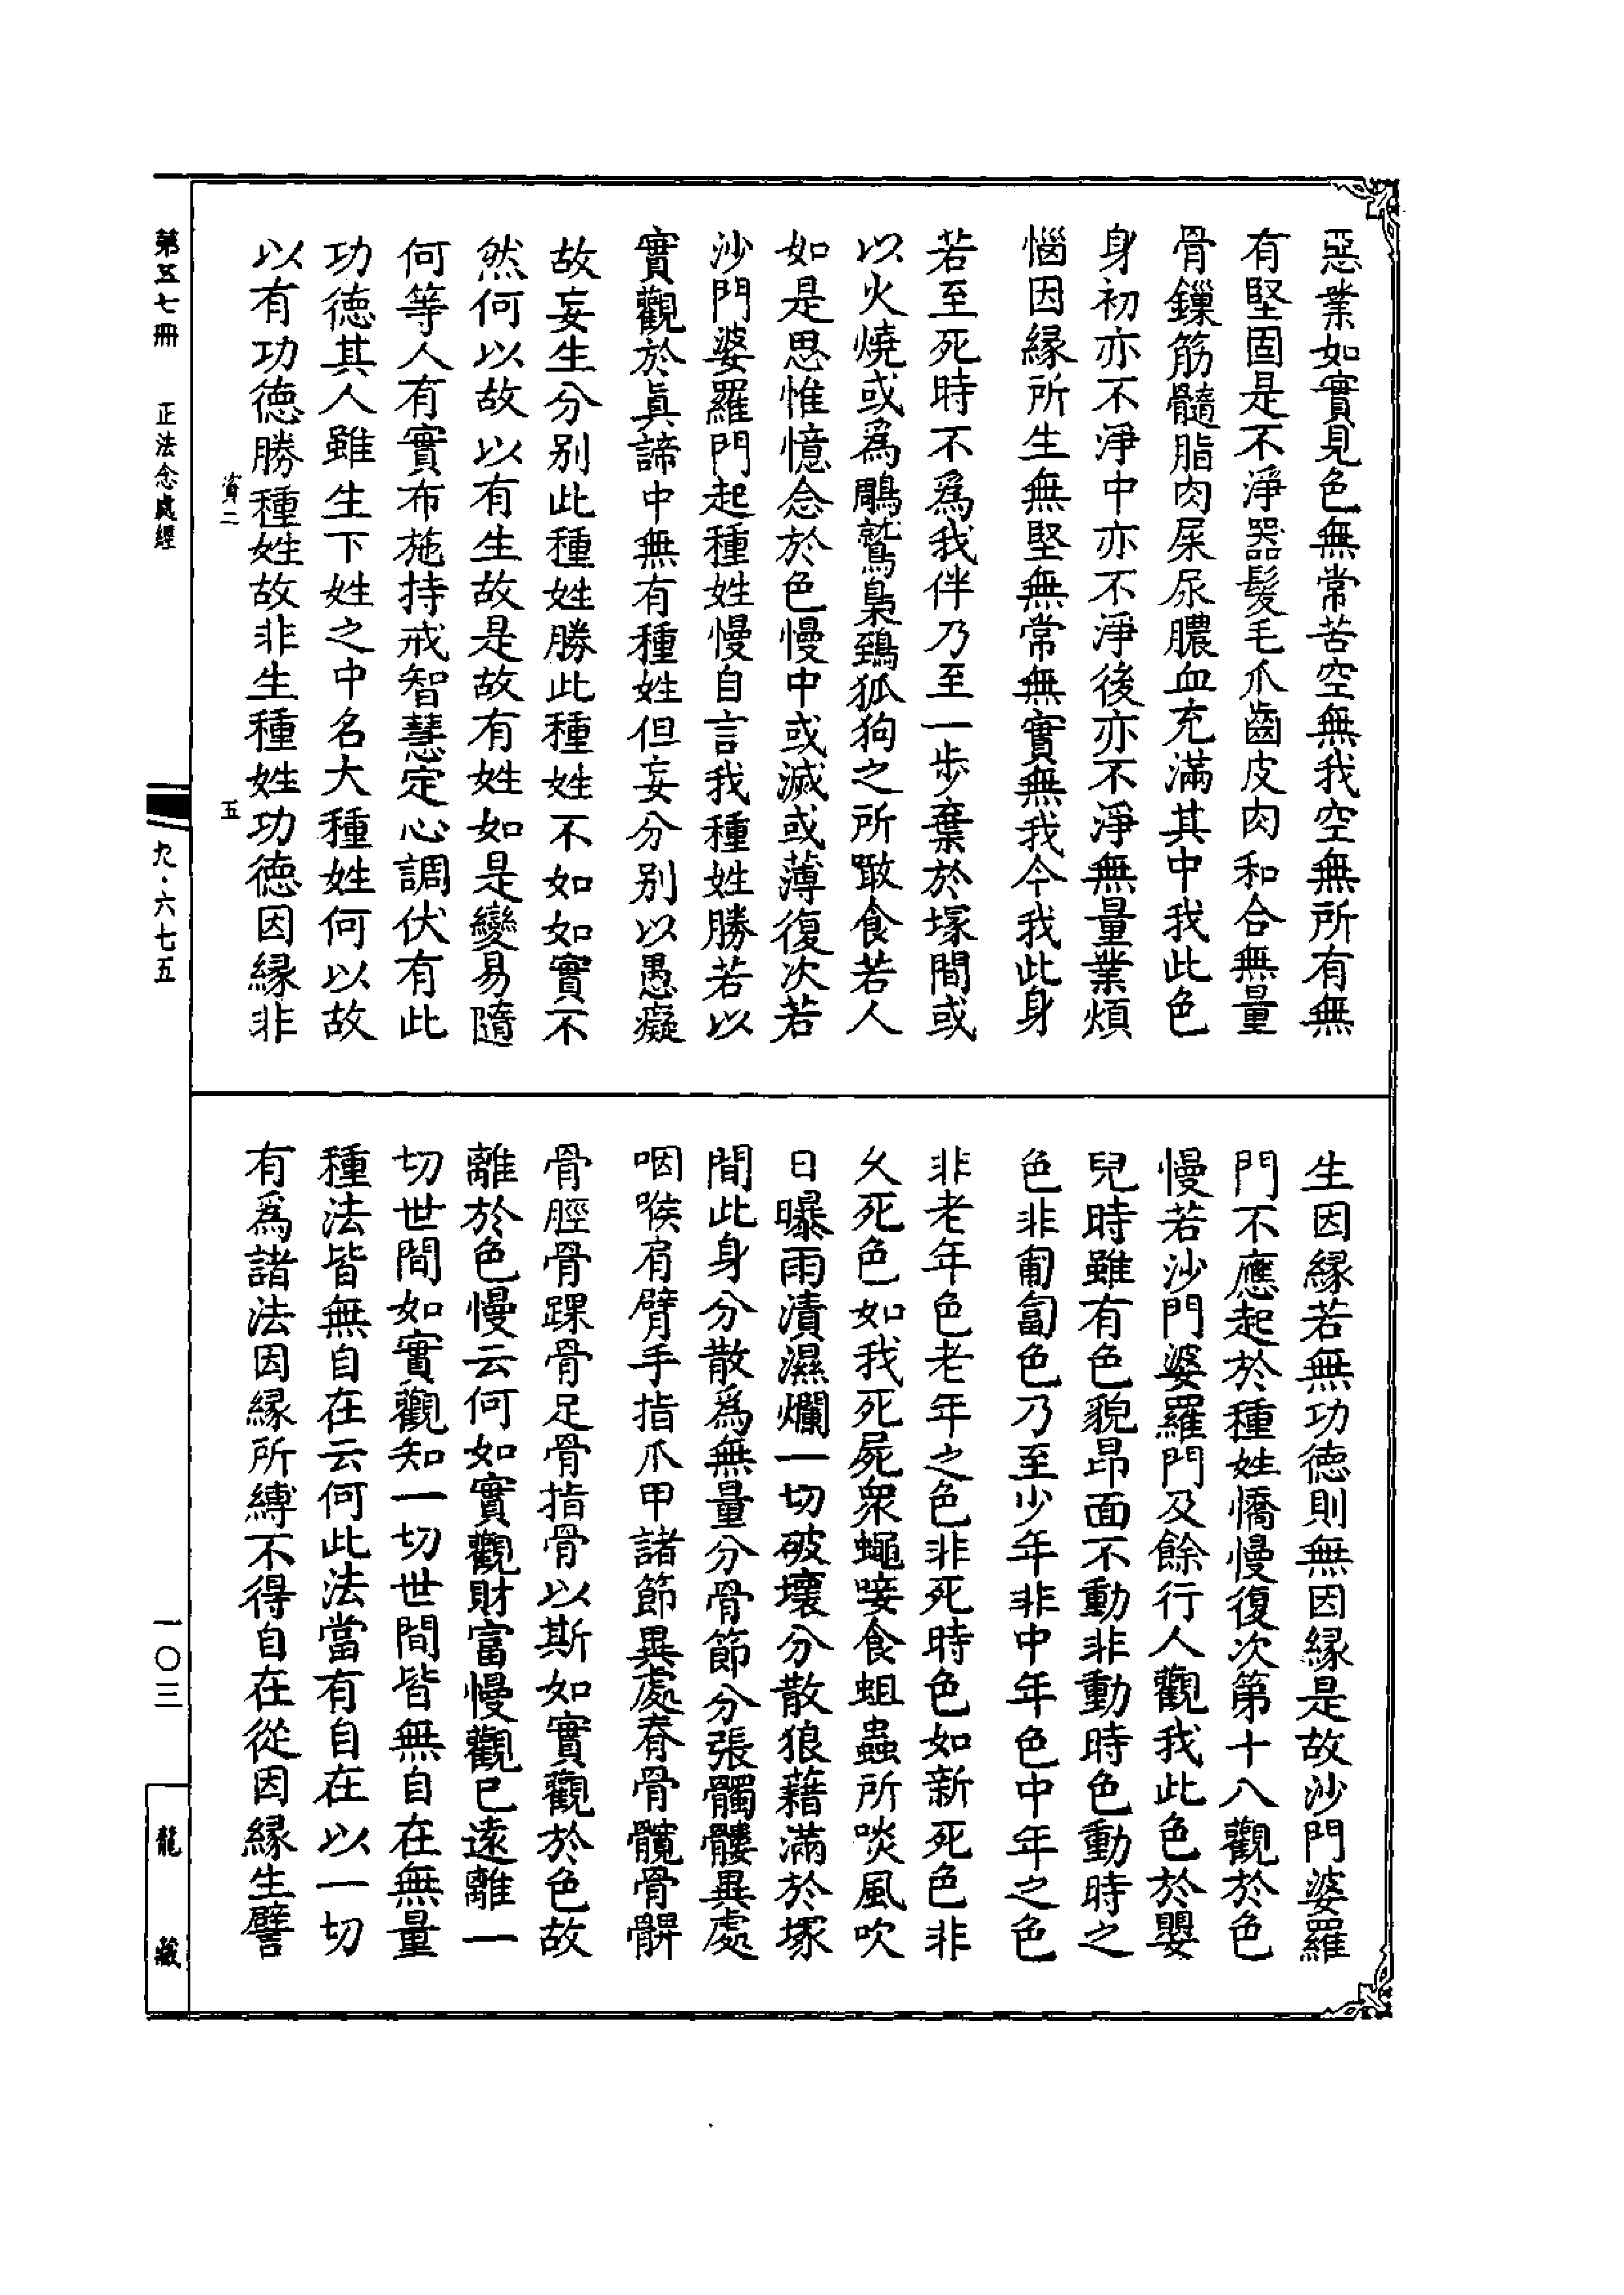 惡業如實見色無常苦空無我空無所有無
有堅固是不淨器髮毛爪齒皮肉和合無量
骨鏁筋髓脂肉屎尿膿血充滿其中我此色
身初亦不淨中亦不淨後亦不淨無量業煩
惱因緣所生無堅無常無實無我今我此身
若至死時不爲我伴乃至一步棄於塚間或
以火燒或爲鵰鷲梟鵄狐狗之所噉食若人
如是思惟憶念於色慢中或滅或薄復次若
沙門婆羅門起種姓慢自言我種姓勝若以
實觀於眞諦中無有種姓但妄分別以愚癡
故妄生分別此種姓勝此種姓不如如實不
然何以故以有生故是故有姓如是變易隨
何等人有實布施持戒智慧定心調伏有此
功德其人雖生下姓之中名大種姓何以故
以有功德勝種姓故非生種姓功德因緣非
資二
五
生因緣若無功德則無因緣是故沙門婆羅
門不應起於種姓憍慢復次第十八觀於色
慢若沙門婆羅門及餘行人觀我此色於嬰
兒時雖有色貌昂面不動非動時色動時之
色非匍匐色乃至少年非中年色中年之色
非老年色老年之色非死時色如新死色非
久死色如我死屍衆蠅唼食蛆蟲所啖風吹
日曝雨漬濕爛一切破壞分散狼藉滿於塚
間此身分散爲無量分骨節分張髑髏異處
咽喉肩臂手指爪甲諸節異處脊骨髖骨髀
骨脛骨踝骨足骨指骨以斯如實觀於色故
離於色慢云何如實觀財富慢觀已遠離一
切世間如實觀知一切世間皆無自在無量
種法皆無自在云何此法當有自在以一切
有爲諸法因緣所縛不得自在從因緣生譬
第五七冊
正法念處經
九·六七五
一〇三
龍藏